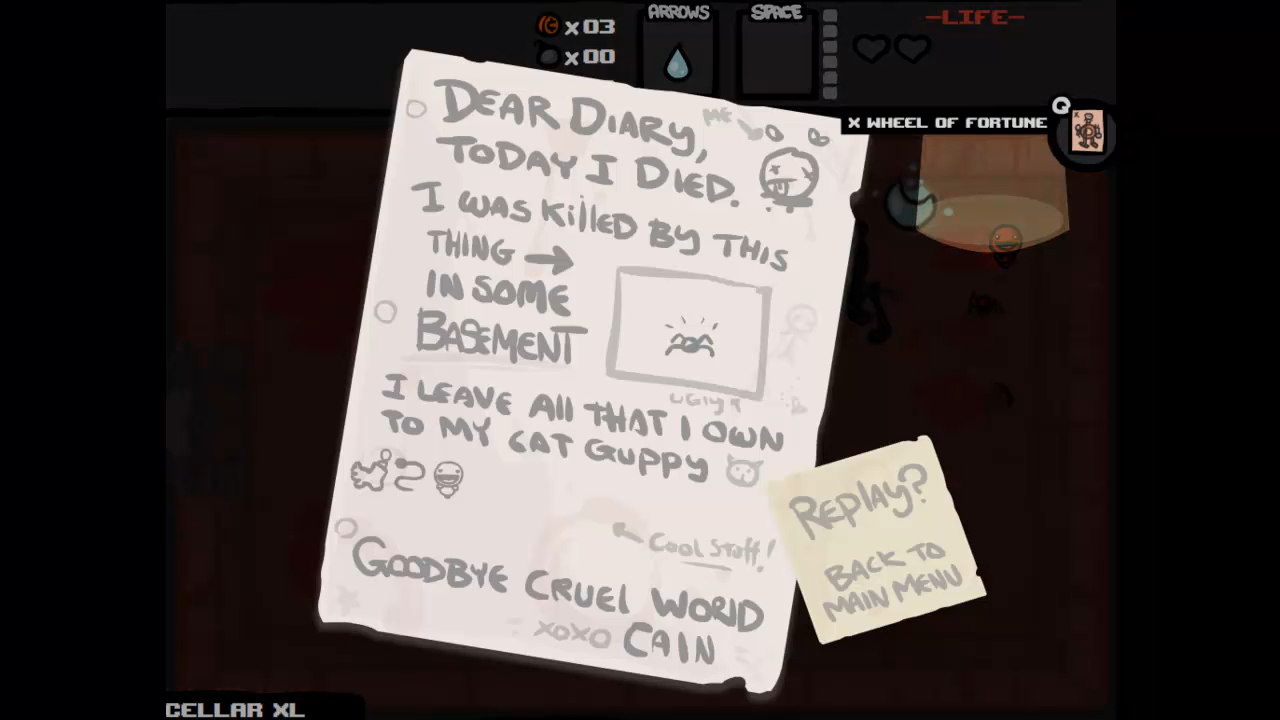 x03
x00
ARROWS
SPACE
-LIFE-
Q
X WHEEL OF FORTUNE
DEAR DIARY,
TODAY I DIED.
ME
I WAS KILLED BY THIS
THING →
IN SOME
BASEMENT
UGLY
I LEAVE ALL THAT I OWN
TO MY CAT GUPPY
COOL STUFF!
GOODBYE CRUEL WORLD
XOXO CAIN
REPLAY?
BACK TO
MAIN MENU
CELLAR XL